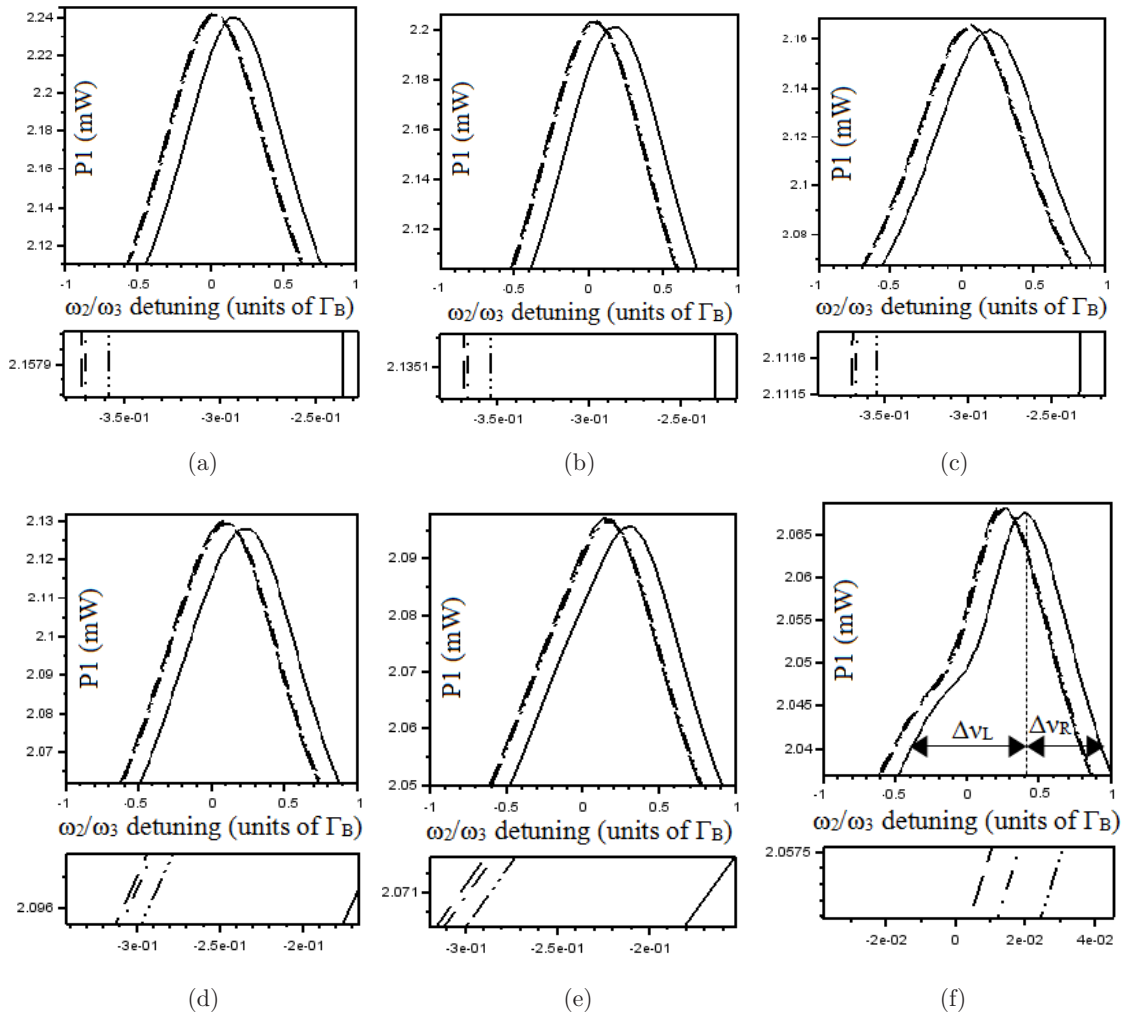 2.24
2.22
2.2
2.18
2.16
2.14
2.12
P1 (mW)
-1 -0.5 0 0.5 1
ω2/ω3 detuning (units of ΓB)
2.1579
-3.5e-01 -3e-01 -2.5e-01
(a)
2.2
2.18
2.16
2.14
2.12
P1 (mW)
-1 -0.5 0 0.5 1
ω2/ω3 detuning (units of ΓB)
2.1351
-3.5e-01 -3e-01 -2.5e-01
(b)
2.16
2.14
2.12
2.1
2.08
P1 (mW)
-1 -0.5 0 0.5 1
ω2/ω3 detuning (units of ΓB)
2.1116
2.1115
-3.5e-01 -3e-01 -2.5e-01
(c)
2.13
2.12
2.11
2.1
2.09
2.08
2.07
P1 (mW)
-1 -0.5 0 0.5 1
ω2/ω3 detuning (units of ΓB)
2.096
-3e-01 -2.5e-01 -2e-01
(d)
2.09
2.08
2.07
2.06
2.05
P1 (mW)
-1 -0.5 0 0.5 1
ω2/ω3 detuning (units of ΓB)
2.071
-3e-01 -2.5e-01 -2e-01
(e)
2.065
2.06
2.055
2.05
2.045
2.04
P1 (mW)
ΔνL ΔνR
-1 -0.5 0 0.5 1
ω2/ω3 detuning (units of ΓB)
2.0575
-2e-02 0 2e-02 4e-02
(f)